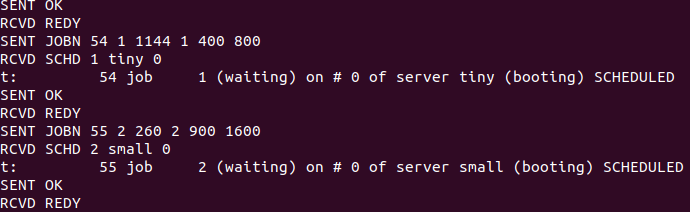 SENT OK
RCVD REDY
SENT JOBN 54 1 1144 1 400 800
RCVD SCHD 1 tiny 0
t:         54 job     1 (waiting) on # 0 of server tiny (booting) SCHEDULED
SENT OK
RCVD REDY
SENT JOBN 55 2 260 2 900 1600
RCVD SCHD 2 small 0
t:         55 job     2 (waiting) on # 0 of server small (booting) SCHEDULED
SENT OK
RCVD REDY